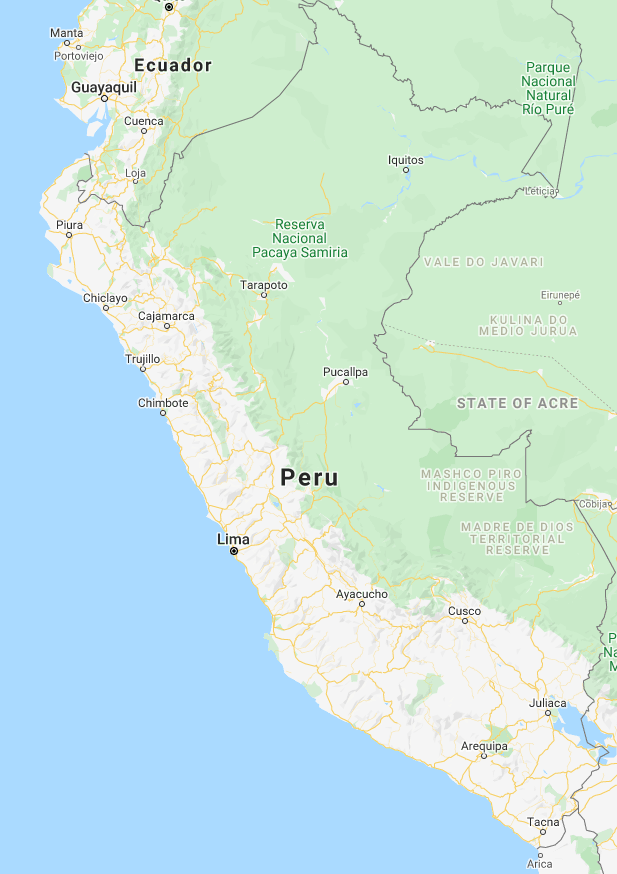 Manta
Portoviejo
Ecuador
Guayaquil
Cuenca
Loja
Parque
Nacional
Natural
Río Puré
Iquitos
Leticia
Piura
Reserva
Nacional
Pacaya Samiria
VALE DO JAVARI
Tarapoto
Chiclayo
Eirunepé
Cajamarca
KULINA DO
MEDIO JURUA
Trujillo
Pucallpa
Chimbote
STATE OF ACRE
Peru
MASHCO PIRO
INDIGENOUS
RESERVE
Cobija
MADRE DE DIOS
TERRITORIAL
RESERVE
Lima
Ayacucho
Cusco
Juliaca
Arequipa
Tacna
Arica